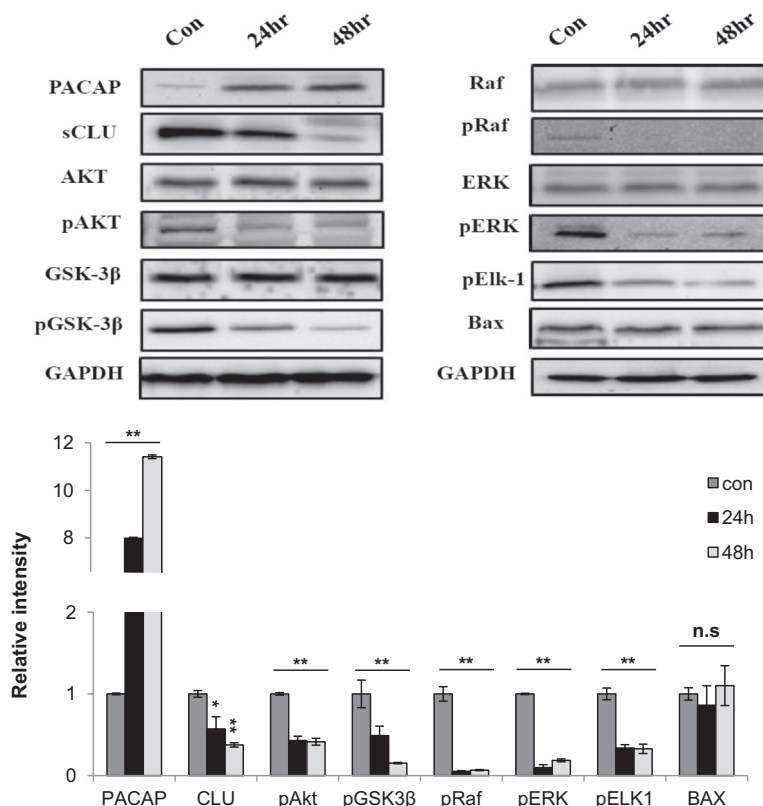 Con 24hr 48hr
PACAP
sCLU
AKT
pAKT
GSK-3β
pGSK-3β
GAPDH
Con 24hr 48hr
Raf
pRaf
ERK
pERK
pElk-1
Bax
GAPDH
Relative intensity
12
10
8
2
1
0
**
*
**
**
**
**
**
**
n.s
con
24h
48h
PACAP CLU pAkt pGSK3β pRaf pERK pELK1 BAX